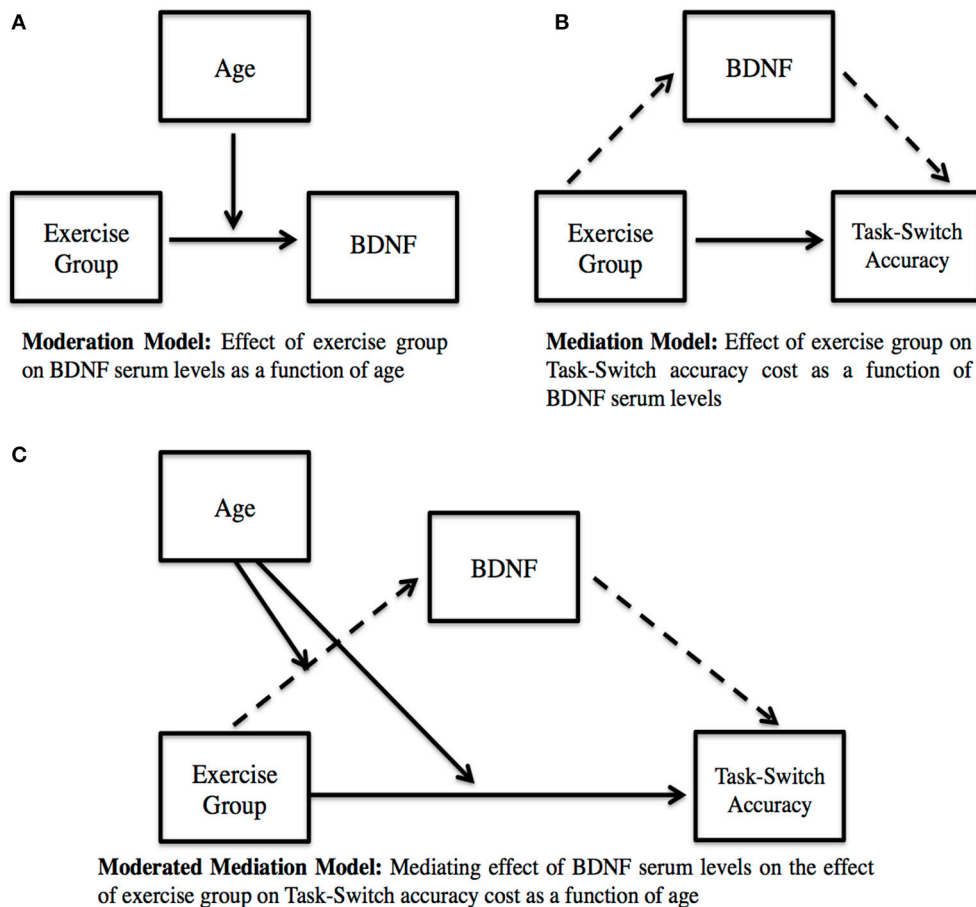 A
Age
Exercise
Group
BDNF
Moderation Model: Effect of exercise group
on BDNF serum levels as a function of age
B
BDNF
Exercise
Group
Task-Switch
Accuracy
Mediation Model: Effect of exercise group on
Task-Switch accuracy cost as a function of
BDNF serum levels
C
Age
BDNF
Exercise
Group
Task-Switch
Accuracy
Moderated Mediation Model: Mediating effect of BDNF serum levels on the effect
of exercise group on Task-Switch accuracy cost as a function of age